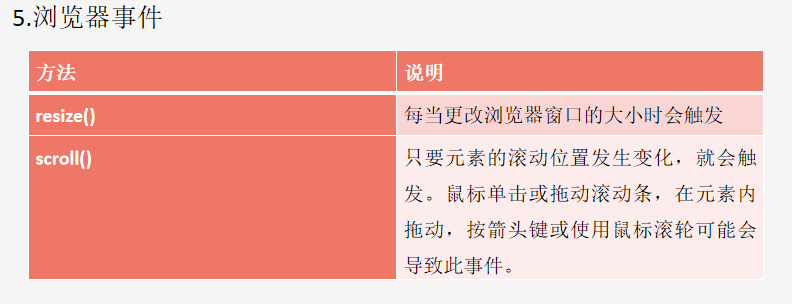 5.浏览器事件
方法 说明
resize() 每当更改浏览器窗口的大小时会触发
scroll() 只要元素的滚动位置发生变化，就会触
发。鼠标单击或拖动滚动条，在元素内
拖动，按箭头键或使用鼠标滚轮可能会
导致此事件。